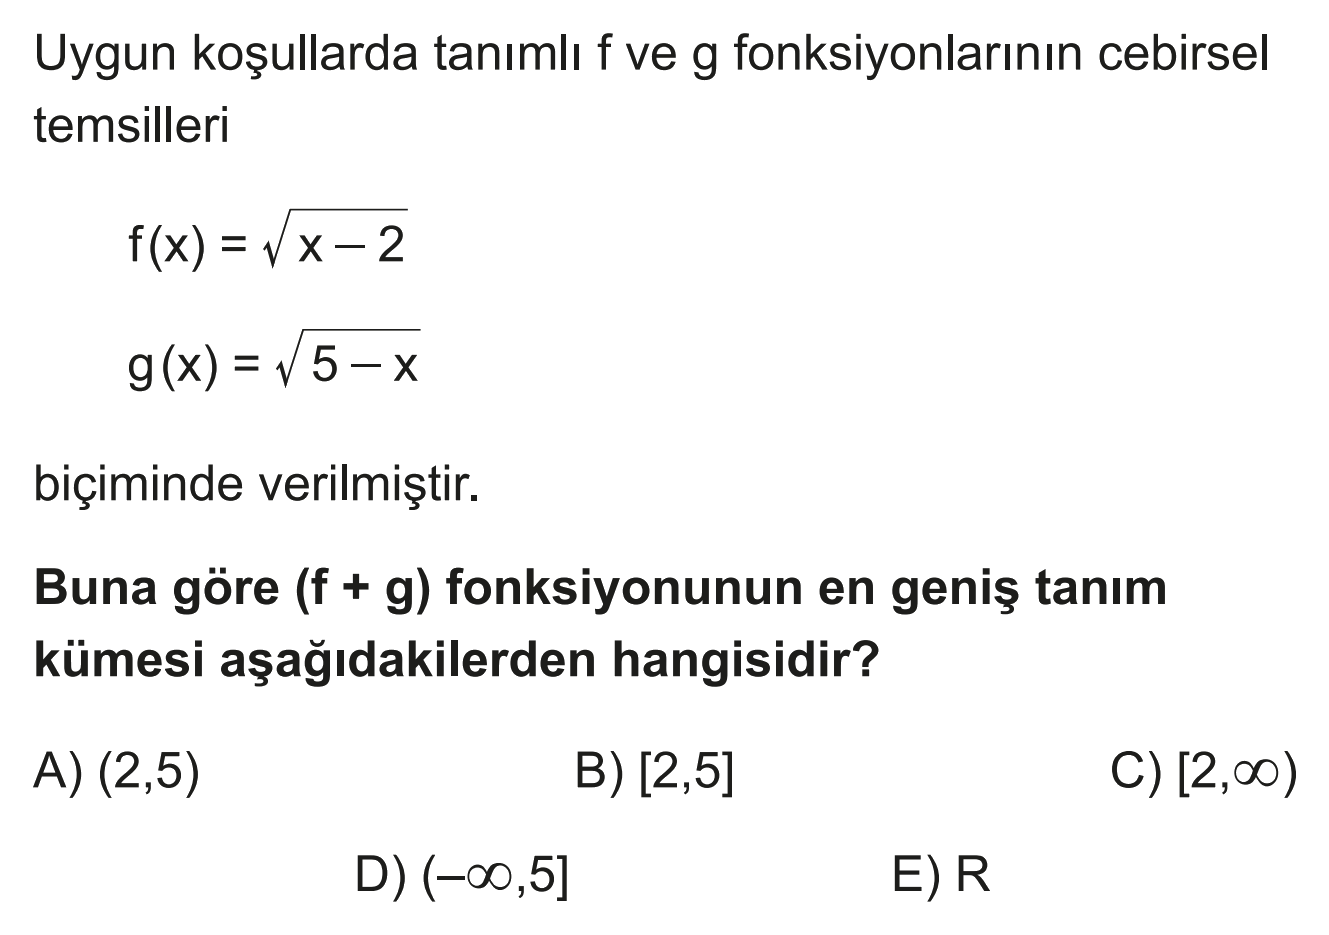 Uygun koşullarda tanımlı f ve g fonksiyonlarının cebirsel
temsilleri
f(x) = √x – 2
g(x) = √5 – x
biçiminde verilmiştir.
Buna göre (f + g) fonksiyonunun en geniş tanım
kümesi aşağıdakilerden hangisidir?
A) (2,5) B) [2,5] C) [2,∞)
D) (–∞,5] E) R